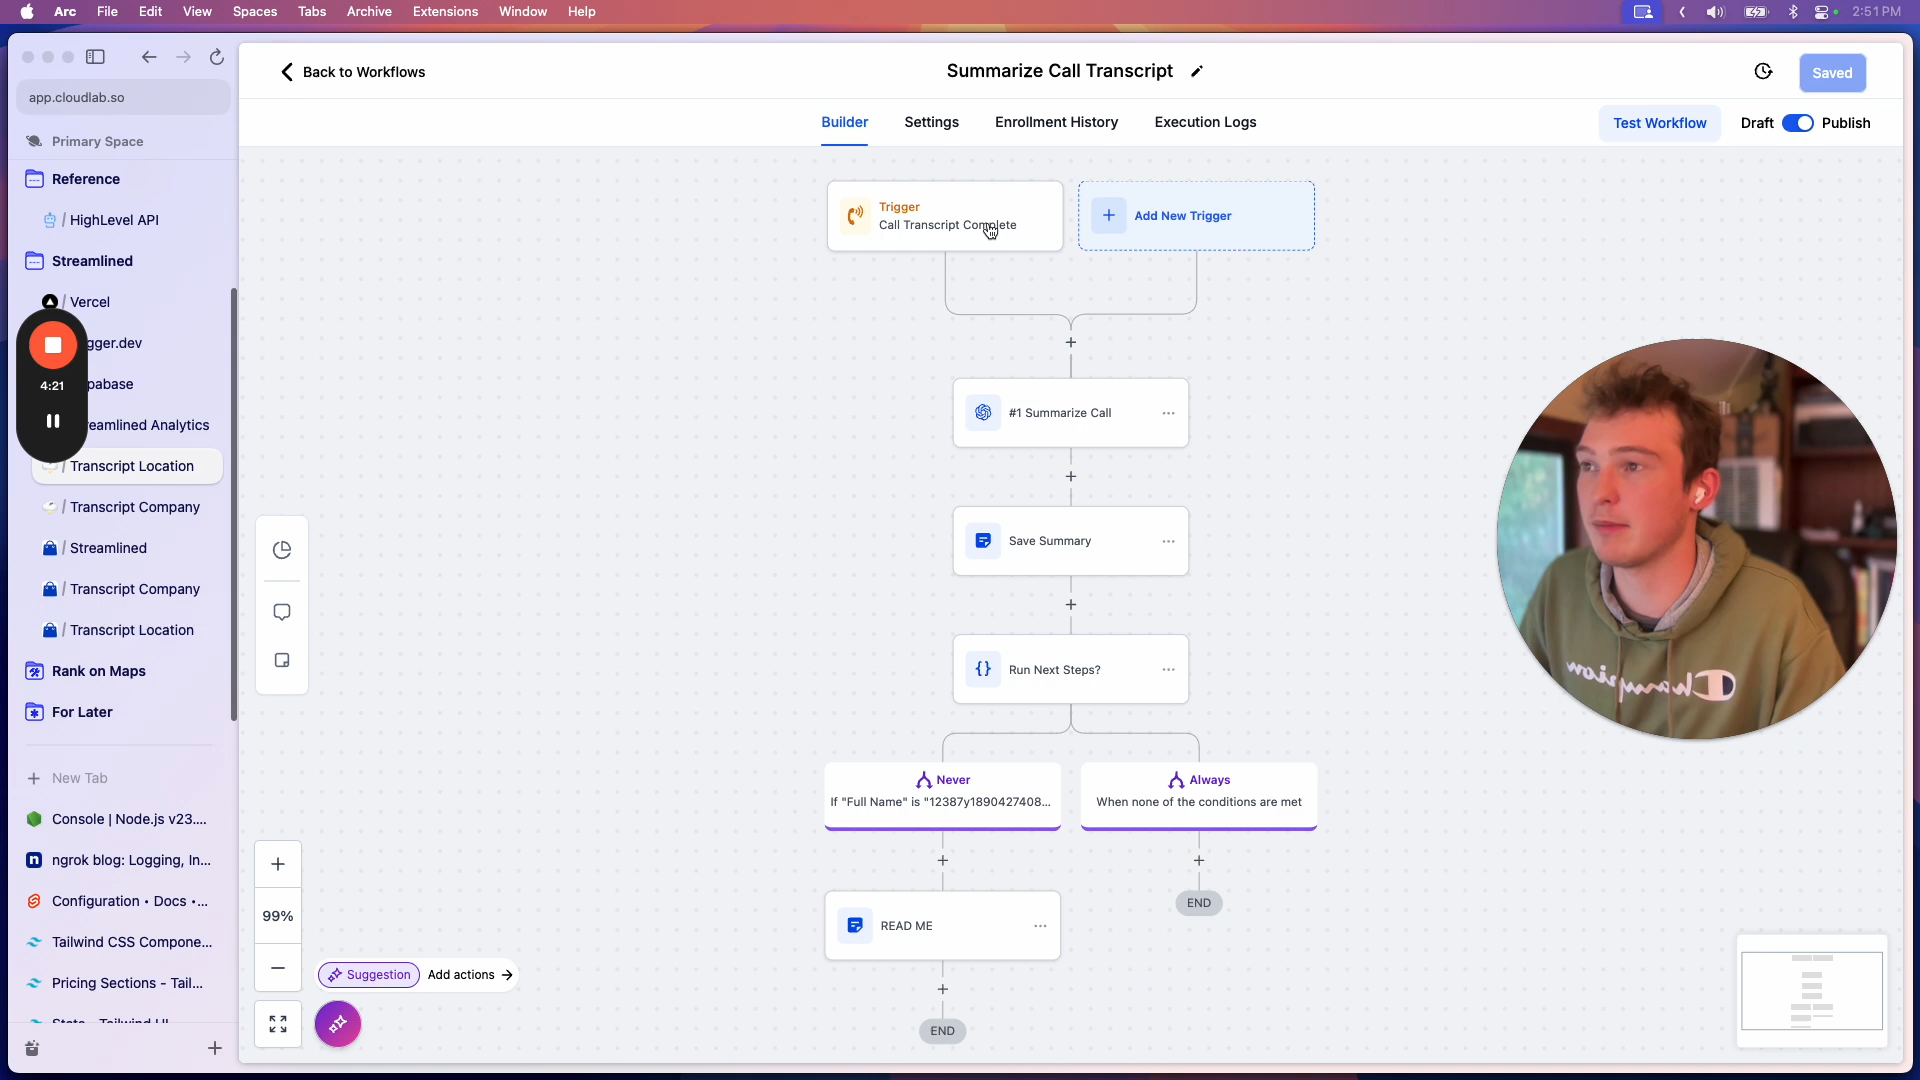 Arc File Edit View Spaces Tabs Archive Extensions Window Help
2:51 PM
app.cloudlab.so
Primary Space
Reference
/ HighLevel API
Streamlined
/ Vercel
gger.dev
pabase
reamlined Analytics
/ Transcript Location
/ Transcript Company
/ Streamlined
/ Transcript Company
/ Transcript Location
Rank on Maps
For Later
New Tab
Console | Node.js v23....
ngrok blog: Logging, In...
Configuration • Docs •...
Tailwind CSS Compone...
Pricing Sections - Tail...
4:21
Back to Workflows
Summarize Call Transcript
Saved
Builder
Settings
Enrollment History
Execution Logs
Test Workflow
Draft
Publish
Trigger
Call Transcript Complete
Add New Trigger
#1 Summarize Call
Save Summary
Run Next Steps?
Never
If "Full Name" is "12387y1890427408...
Always
When none of the conditions are met
END
READ ME
END
99%
Suggestion
Add actions
Champion